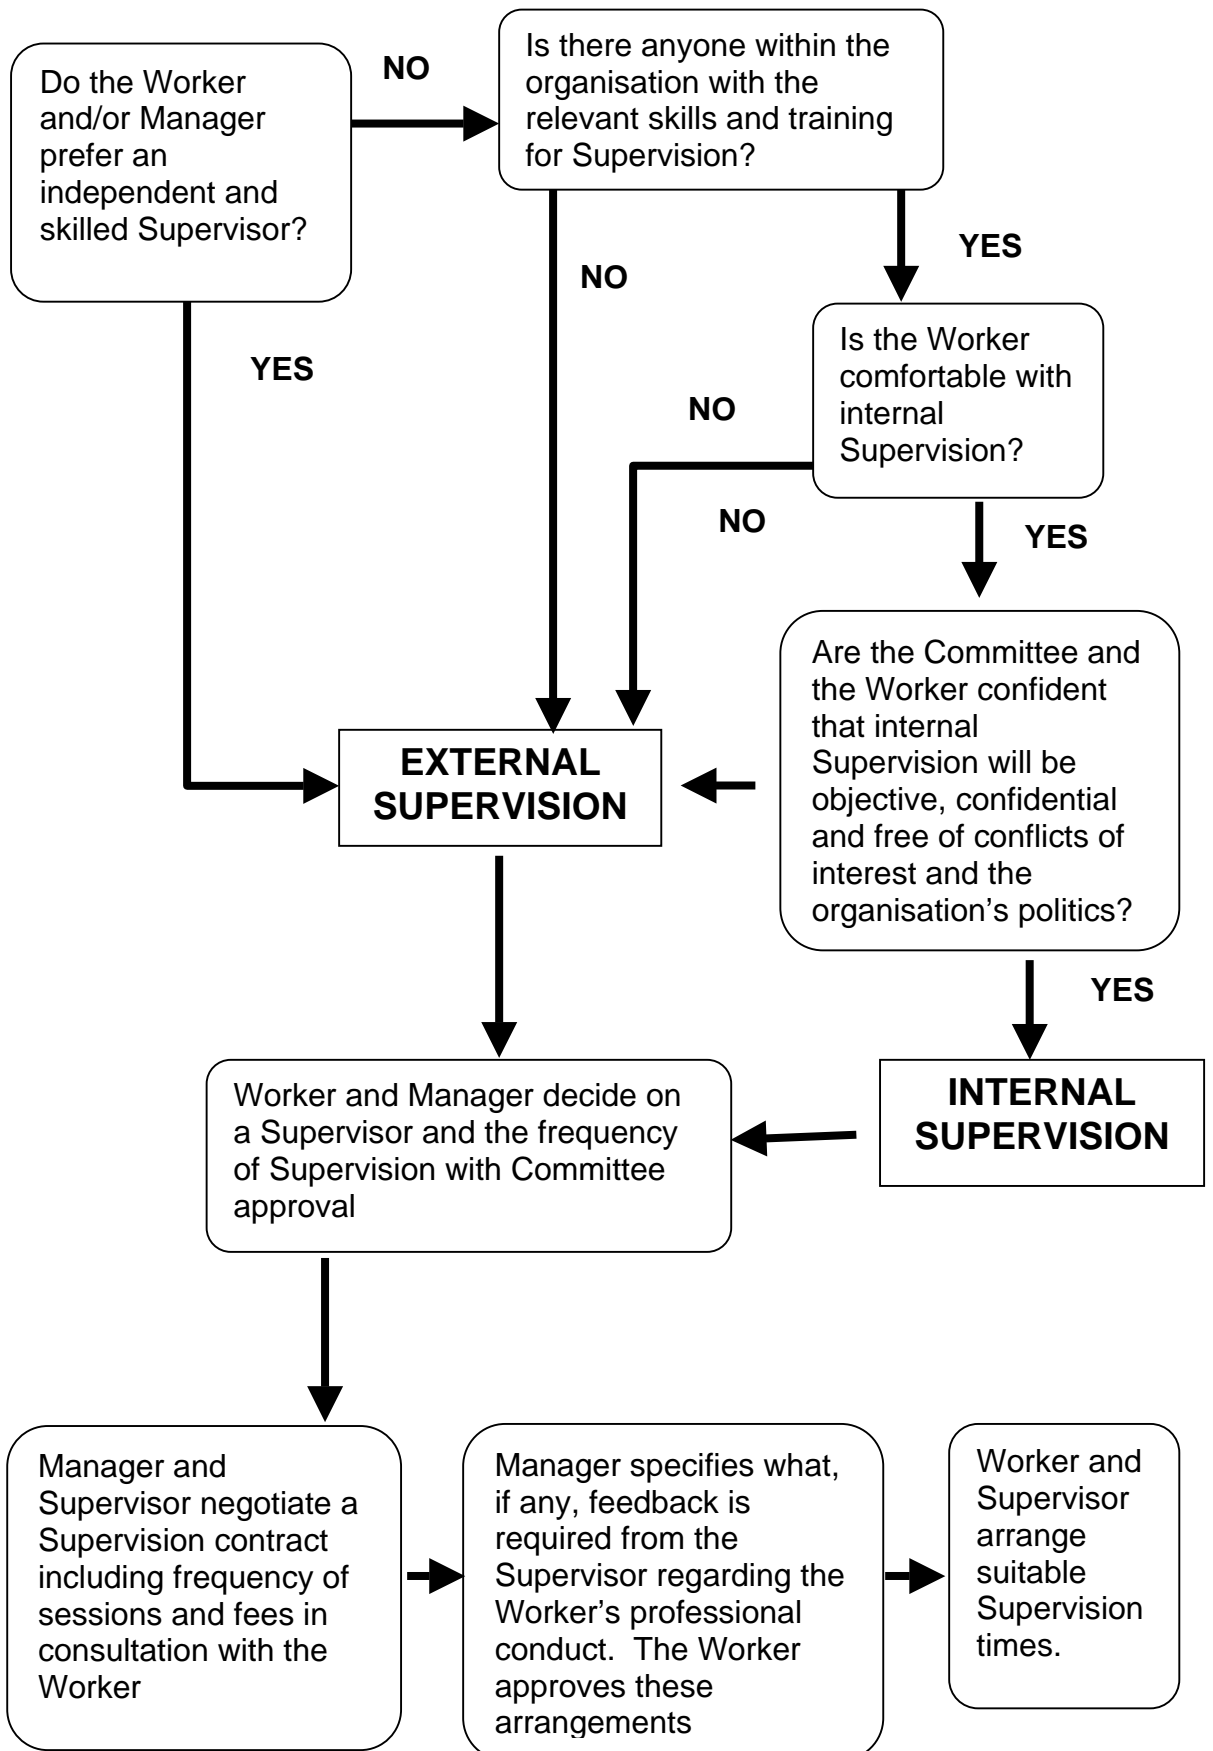 Do the Worker
and/or Manager
prefer an
independent and
skilled Supervisor?
NO
Is there anyone within the
organisation with the
relevant skills and training
for Supervision?
YES
NO
YES
Is the Worker
comfortable with
internal
Supervision?
NO
NO
YES
Are the Committee and
the Worker confident
that internal
Supervision will be
objective, confidential
and free of conflicts of
interest and the
organisation’s politics?
EXTERNAL
SUPERVISION
YES
INTERNAL
SUPERVISION
Worker and Manager decide on
a Supervisor and the frequency
of Supervision with Committee
approval
Manager and
Supervisor negotiate a
Supervision contract
including frequency of
sessions and fees in
consultation with the
Worker
Manager specifies what,
if any, feedback is
required from the
Supervisor regarding the
Worker’s professional
conduct.  The Worker
approves these
arrangements
Worker and
Supervisor
arrange
suitable
Supervision
times.